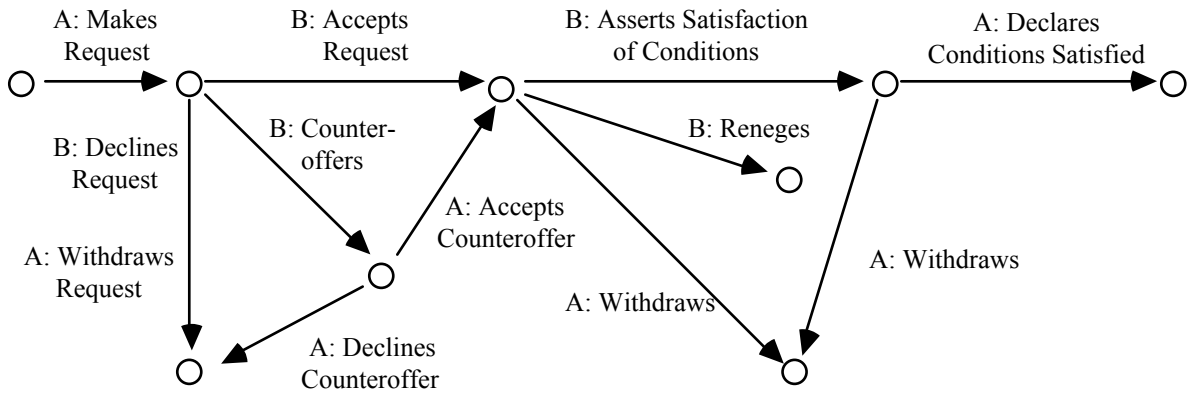 A: Makes
Request
B: Accepts
Request
B: Asserts Satisfaction
of Conditions
A: Declares
Conditions Satisfied
B: Declines
Request
B: Counter-
offers
B: Reneges
A: Accepts
Counteroffer
A: Withdraws
Request
A: Withdraws
A: Withdraws
A: Declines
Counteroffer